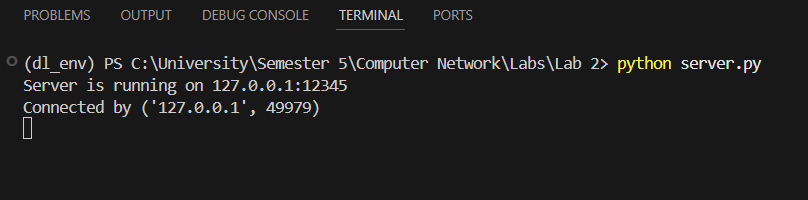 PROBLEMS OUTPUT DEBUG CONSOLE TERMINAL PORTS
(dl_env) PS C:\University\Semester 5\Computer Network\Labs\Lab 2> python server.py
Server is running on 127.0.0.1:12345
Connected by ('127.0.0.1', 49979)